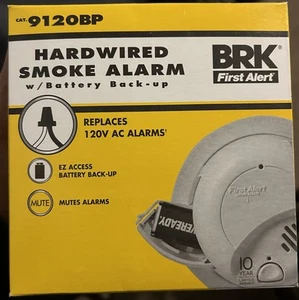 CAT. 9120BP
HARDWIRED
SMOKE ALARM
w/Battery Back-up
BRK®
First Alert®
REPLACES
120V AC ALARMS¹
EZ ACCESS
BATTERY BACK-UP
MUTE
MUTES ALARMS
First Alert
EVEREADY
10
YEAR